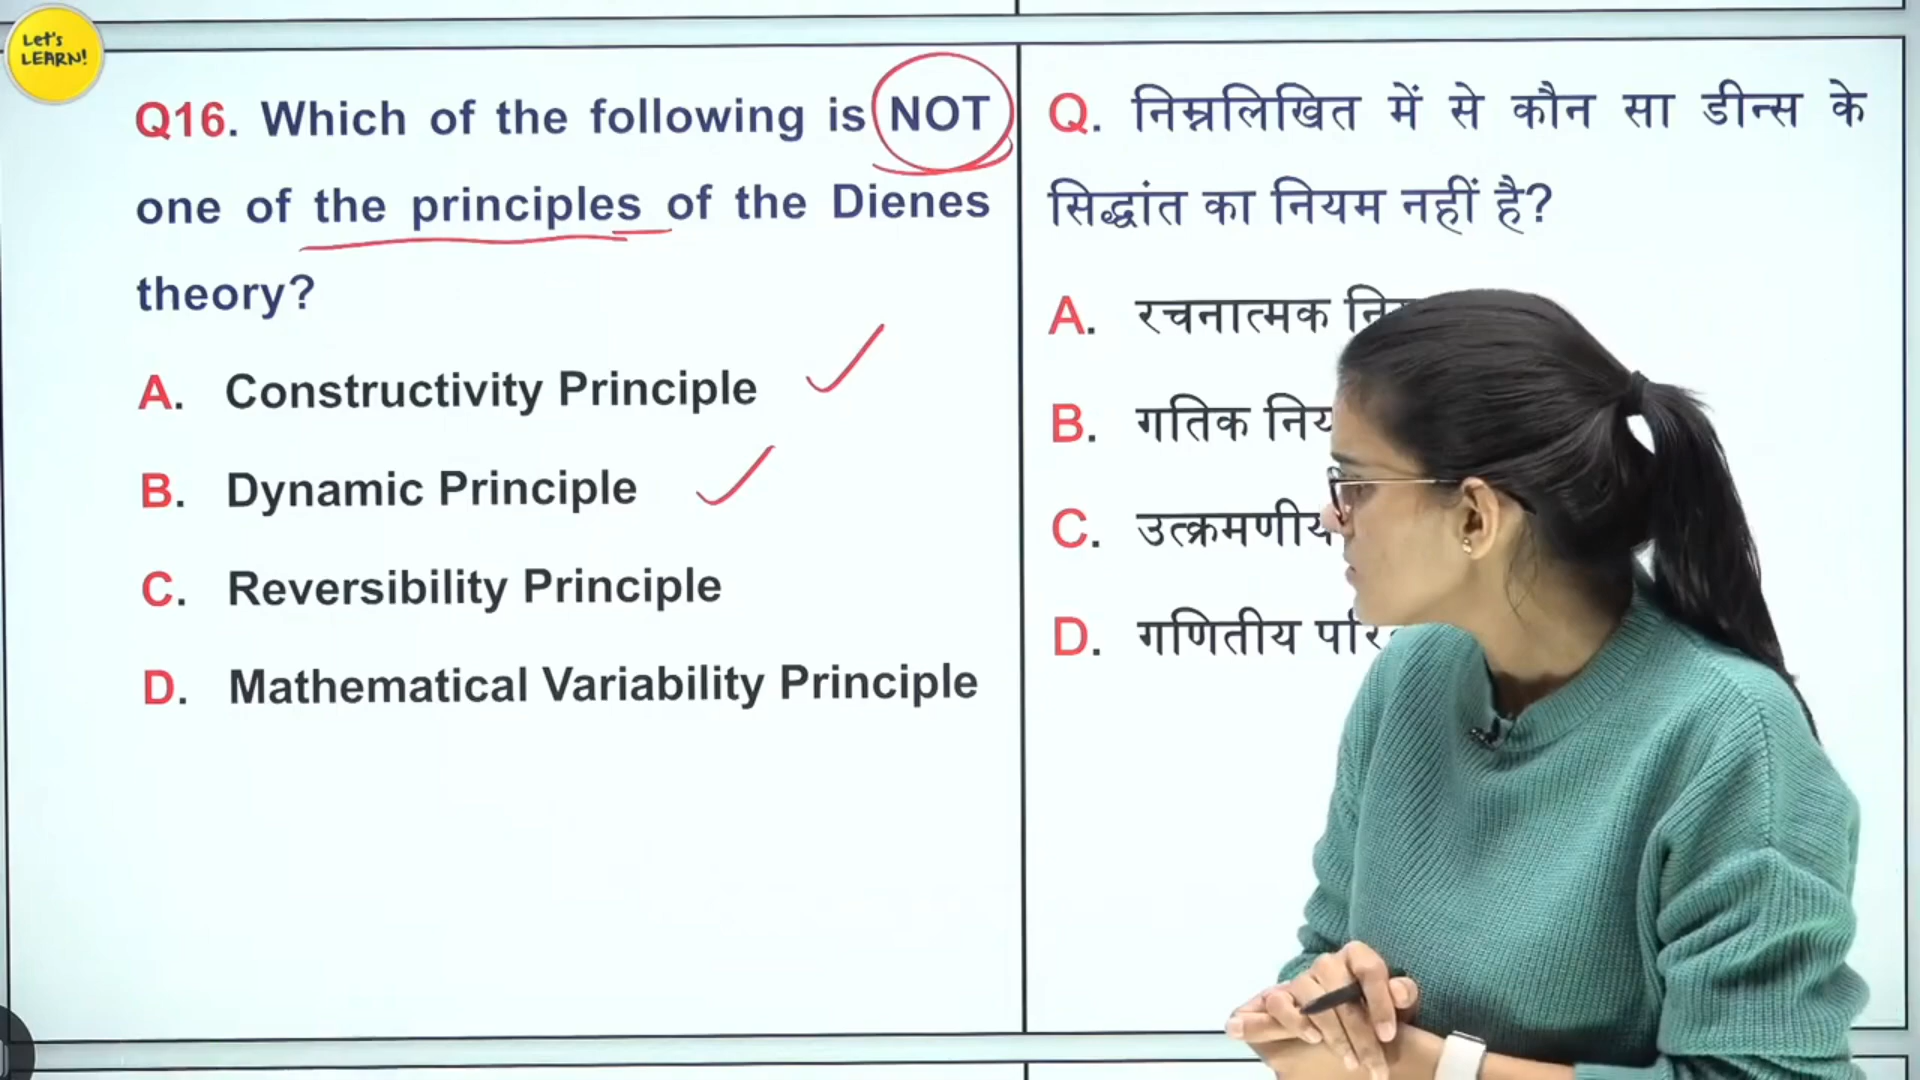 Let's
LEARN!
Q16. Which of the following is NOT
one of the principles of the Dienes
theory?
A. Constructivity Principle
B. Dynamic Principle
C. Reversibility Principle
D. Mathematical Variability Principle
Q. निम्नलिखित में से कौन सा डीन्स के
सिद्धांत का नियम नहीं है?
A. रचनात्मक
B. गतिक
C.
D. गणितीय